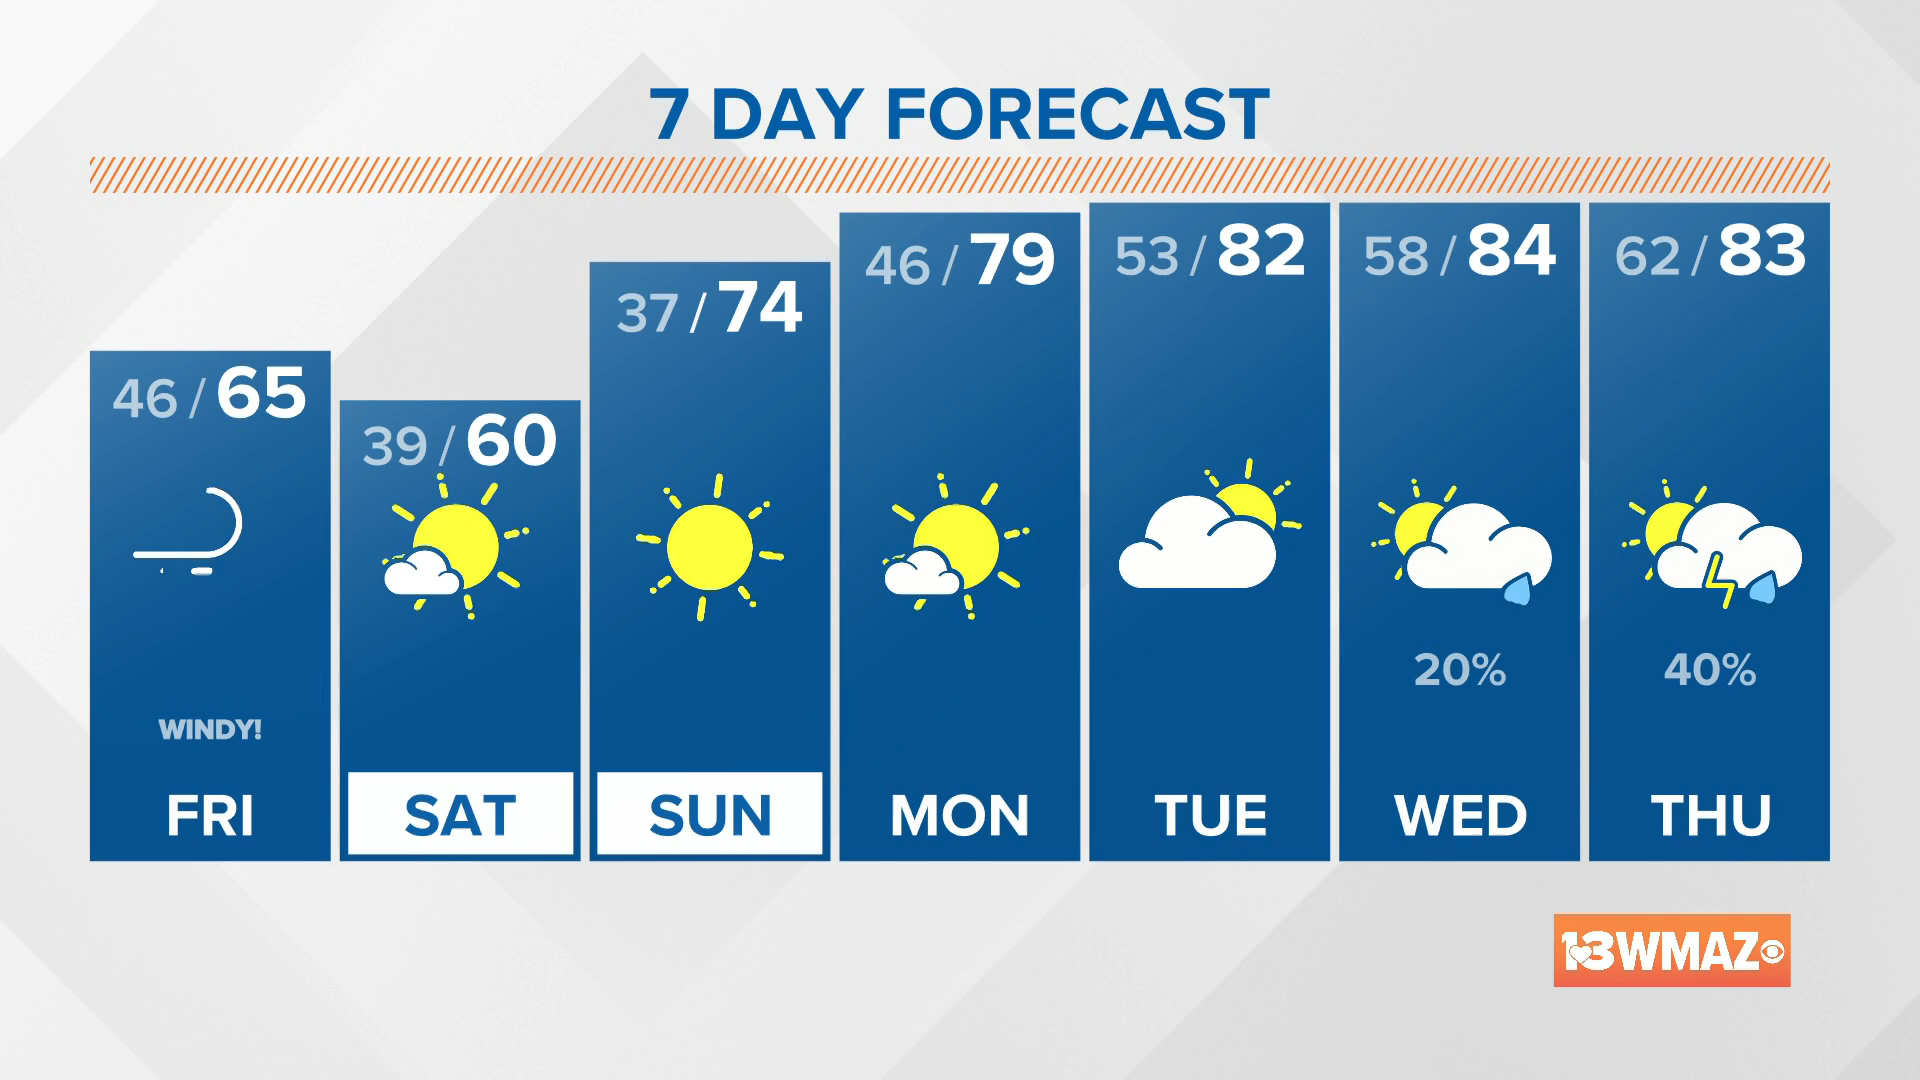 7 DAY FORECAST
46 / 65
39 / 60
37 / 74
46 / 79
53 / 82
58 / 84
62 / 83
20%
40%
WINDY!
FRI
SAT
SUN
MON
TUE
WED
THU
13WMAZ